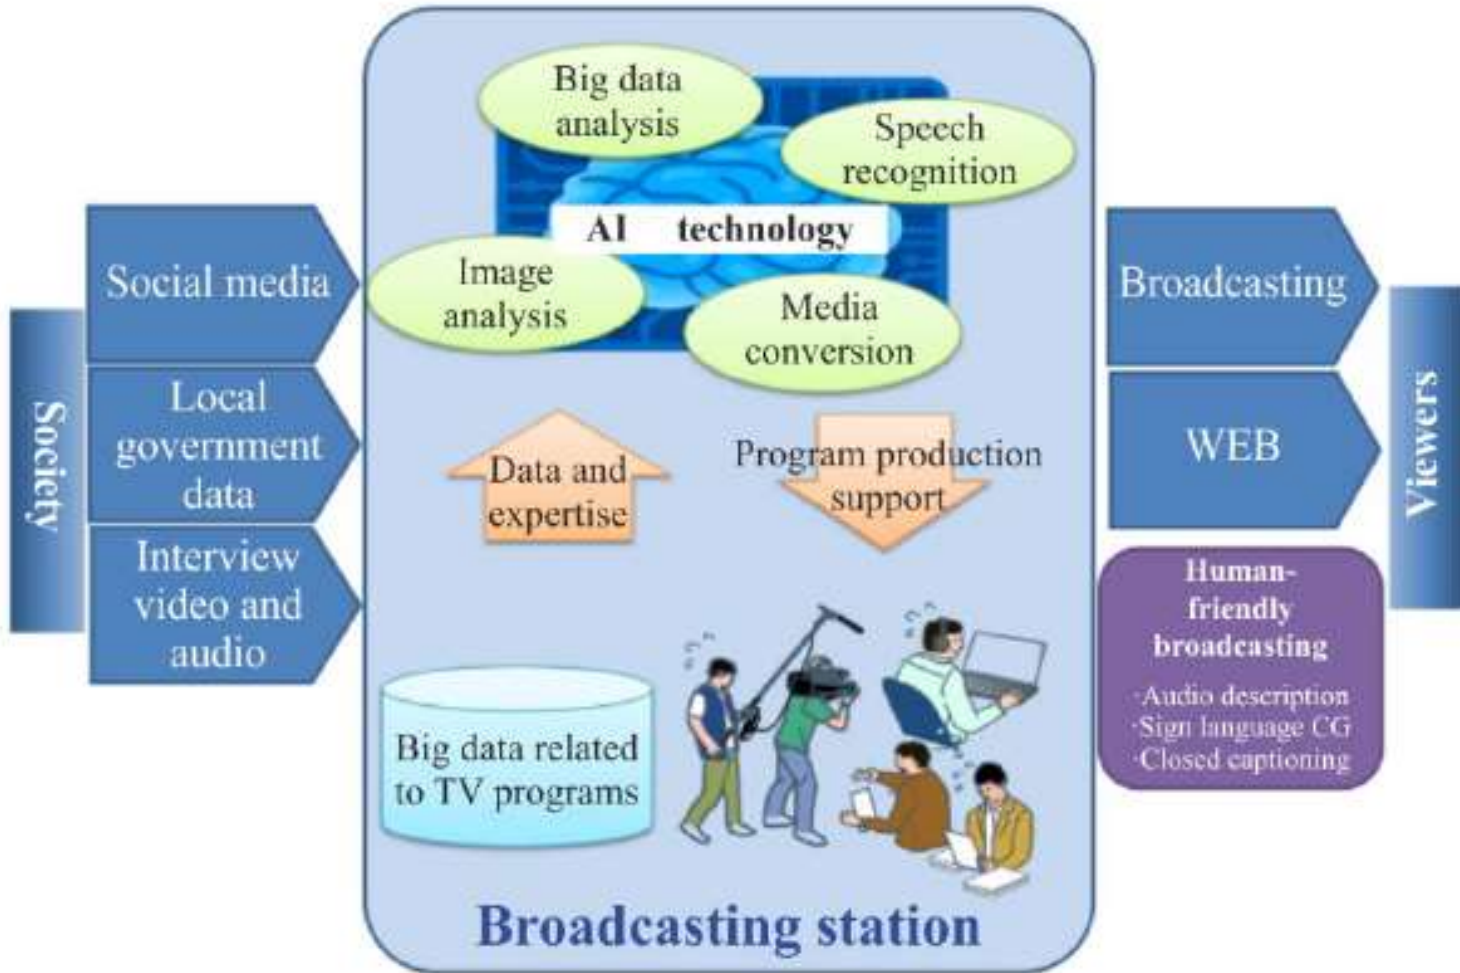 Society
Social media
Local
government
data
Interview
video and
audio
Big data
analysis
Speech
recognition
AI technology
Image
analysis
Media
conversion
Data and
expertise
Program production
support
Big data related
to TV programs
Broadcasting station
Broadcasting
WEB
Human-
friendly
broadcasting
·Audio description
·Sign language CG
·Closed captioning
Viewers